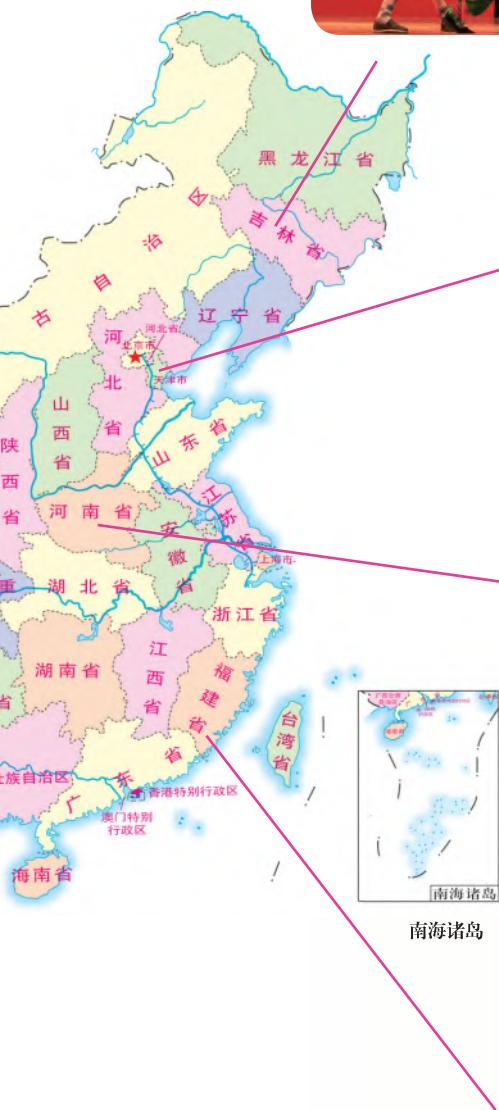 黑龙江省
吉林省
区
治
自
古
辽宁省
河北省
河北省
北京市
天津市
山西省
山东省
陕西省
河南省
江苏省
安徽省
上海市
重
湖北省
浙江省
湖南省
江西省
福建省
省
台湾省
壮族自治区
广东省
香港特别行政区
澳门特别
行政区
海南省
南海诸岛
南海诸岛